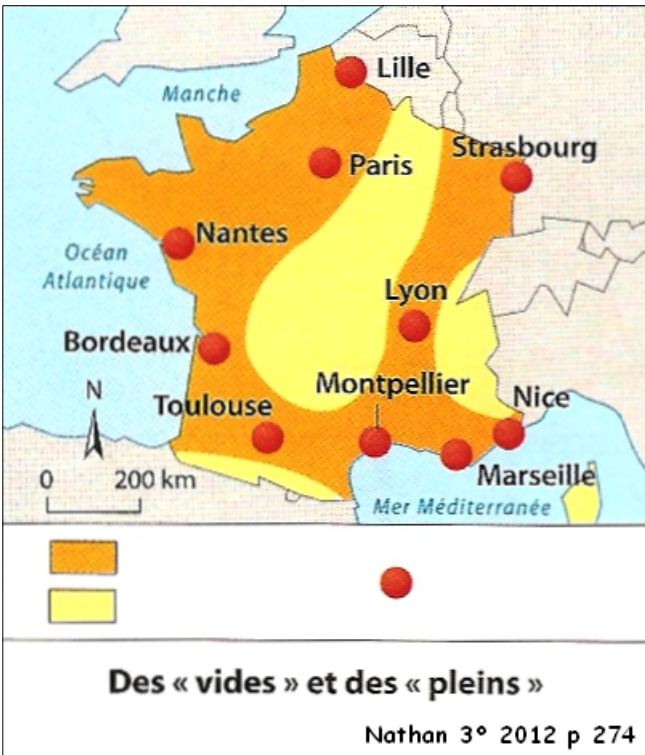 Lille
Manche
Strasbourg
Paris
Nantes
Océan
Atlantique
Lyon
Bordeaux
Montpellier
N
Toulouse
Nice
0 200 km
Marseille
Mer Méditerranée
Des « vides » et des « pleins »
Nathan 3° 2012 p 274